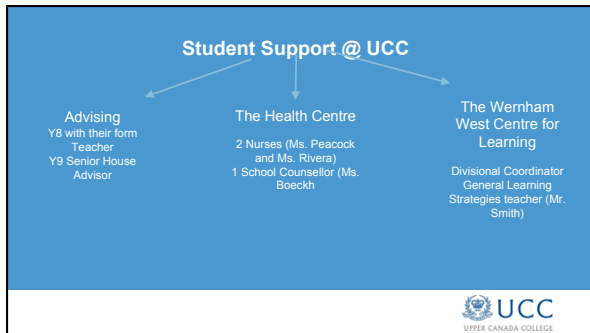 Student Support @ UCC
Advising
Y8 with their form
Teacher
Y9 Senior House
Advisor
The Health Centre
2 Nurses (Ms. Peacock
and Ms. Rivera)
1 School Counsellor (Ms.
Boeckh
The Wernham
West Centre for
Learning
Divisional Coordinator
General Learning
Strategies teacher (Mr.
Smith)
UCC
UPPER CANADA COLLEGE